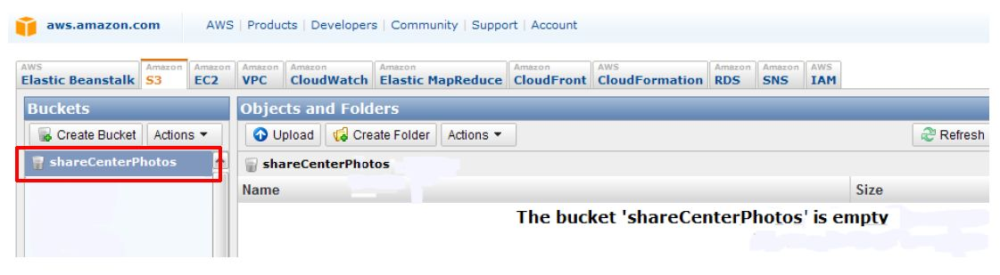 aws.amazon.com AWS | Products | Developers | Community | Support | Account
AWS Amazon Amazon Amazon Amazon Amazon Amazon AWS Amazon Amazon AWS
Elastic Beanstalk S3 EC2 VPC CloudWatch Elastic MapReduce CloudFront CloudFormation RDS SNS IAM
Buckets Objects and Folders
Create Bucket Actions Upload Create Folder Actions Refresh
shareCenterPhotos shareCenterPhotos
Name Size
The bucket 'shareCenterPhotos' is empty